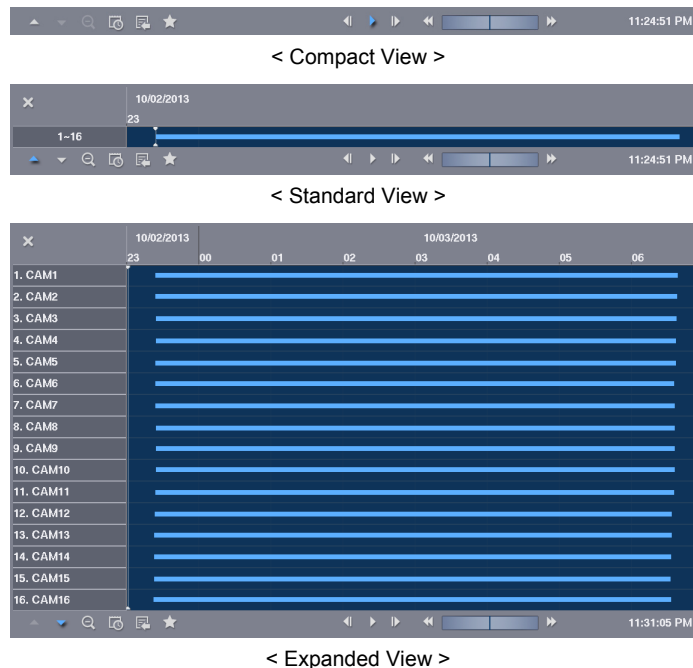 11:24:51 PM
< Compact View >
10/02/2013
23
1~16
11:24:51 PM
< Standard View >
10/02/2013 10/03/2013
23 00 01 02 03 04 05 06
1. CAM1
2. CAM2
3. CAM3
4. CAM4
5. CAM5
6. CAM6
7. CAM7
8. CAM8
9. CAM9
10. CAM10
11. CAM11
12. CAM12
13. CAM13
14. CAM14
15. CAM15
16. CAM16
11:31:05 PM
< Expanded View >